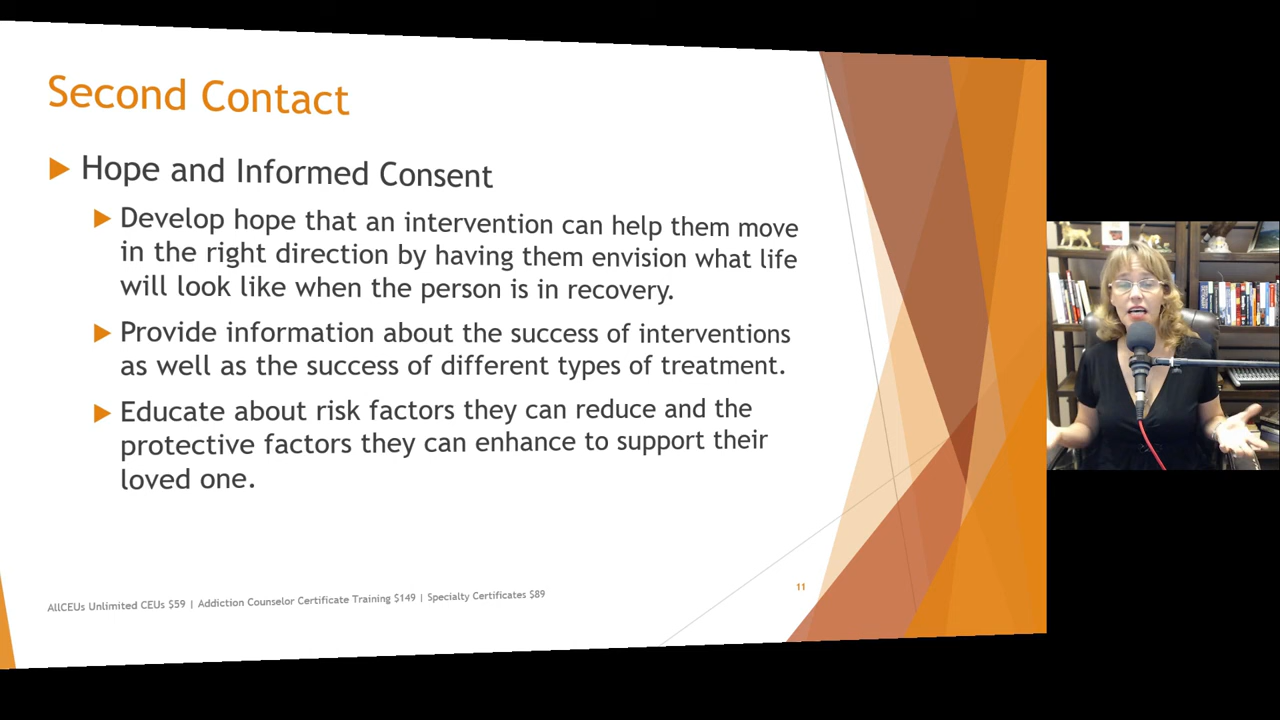 Second Contact
Hope and Informed Consent
Develop hope that an intervention can help them move
in the right direction by having them envision what life
will look like when the person is in recovery.
Provide information about the success of interventions
as well as the success of different types of treatment.
Educate about risk factors they can reduce and the
protective factors they can enhance to support their
loved one.
AllCEUs Unlimited CEUs $59 | Addiction Counselor Certificate Training $149 | Specialty Certificates $89
11